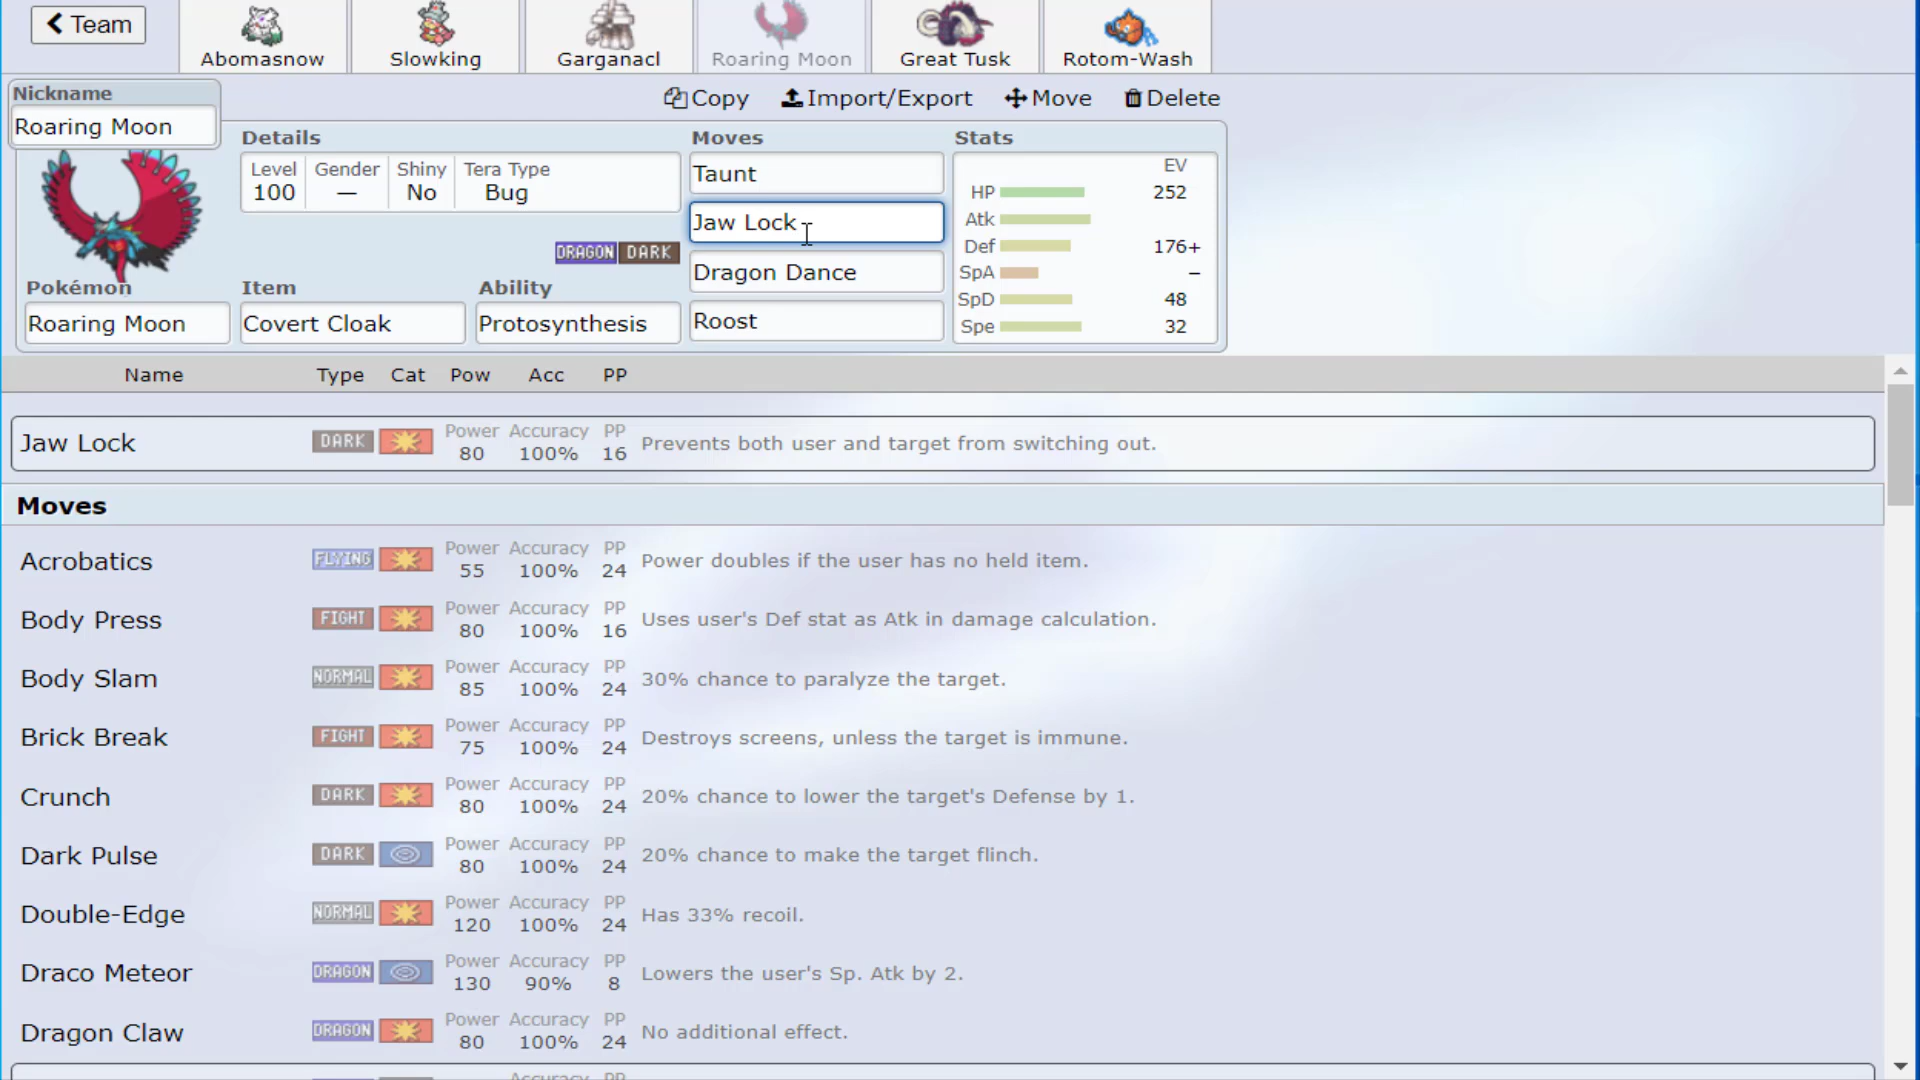 Team
Abomasnow
Slowking
Garganacl
Roaring Moon
Great Tusk
Rotom-Wash
Nickname
Roaring Moon
Copy
Import/Export
Move
Delete
Details
Level
100
Gender
—
Shiny
No
Tera Type
Bug
DRAGON DARK
Pokémon
Roaring Moon
Item
Covert Cloak
Ability
Protosynthesis
Moves
Taunt
Jaw Lock
Dragon Dance
Roost
Stats
EV
HP 252
Atk
Def 176+
SpA –
SpD 48
Spe 32
Name Type Cat Pow Acc PP
Jaw Lock DARK Power 80 Accuracy 100% PP 16 Prevents both user and target from switching out.
Moves
Acrobatics FLYING Power 55 Accuracy 100% PP 24 Power doubles if the user has no held item.
Body Press FIGHT Power 80 Accuracy 100% PP 16 Uses user's Def stat as Atk in damage calculation.
Body Slam NORMAL Power 85 Accuracy 100% PP 24 30% chance to paralyze the target.
Brick Break FIGHT Power 75 Accuracy 100% PP 24 Destroys screens, unless the target is immune.
Crunch DARK Power 80 Accuracy 100% PP 24 20% chance to lower the target's Defense by 1.
Dark Pulse DARK Power 80 Accuracy 100% PP 24 20% chance to make the target flinch.
Double-Edge NORMAL Power 120 Accuracy 100% PP 24 Has 33% recoil.
Draco Meteor DRAGON Power 130 Accuracy 90% PP 8 Lowers the user's Sp. Atk by 2.
Dragon Claw DRAGON Power 80 Accuracy 100% PP 24 No additional effect.